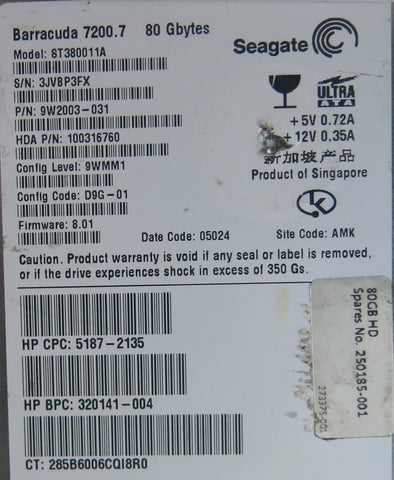 Barracuda 7200.7 80 Gbytes
Seagate
Model: ST380011A
S/N: 3JVBP3FX
ULTRA
ATA
P/N: 9W2003-031
+5V 0.72A
+12V 0.35A
HDA P/N: 100316760
新加坡产品
Config Level: 9WMM1
Product of Singapore
Config Code: D9G-01
Firmware: 8.01
Date Code: 05024
Site Code: AMK
Caution. Product warranty is void if any seal or label is removed,
or if the drive experiences shock in excess of 350 Gs.
HP CPC: 5187-2135
HP BPC: 320141-004
CT: 285B6006CQI8R0
80GB HD
Spares No. 250185-001